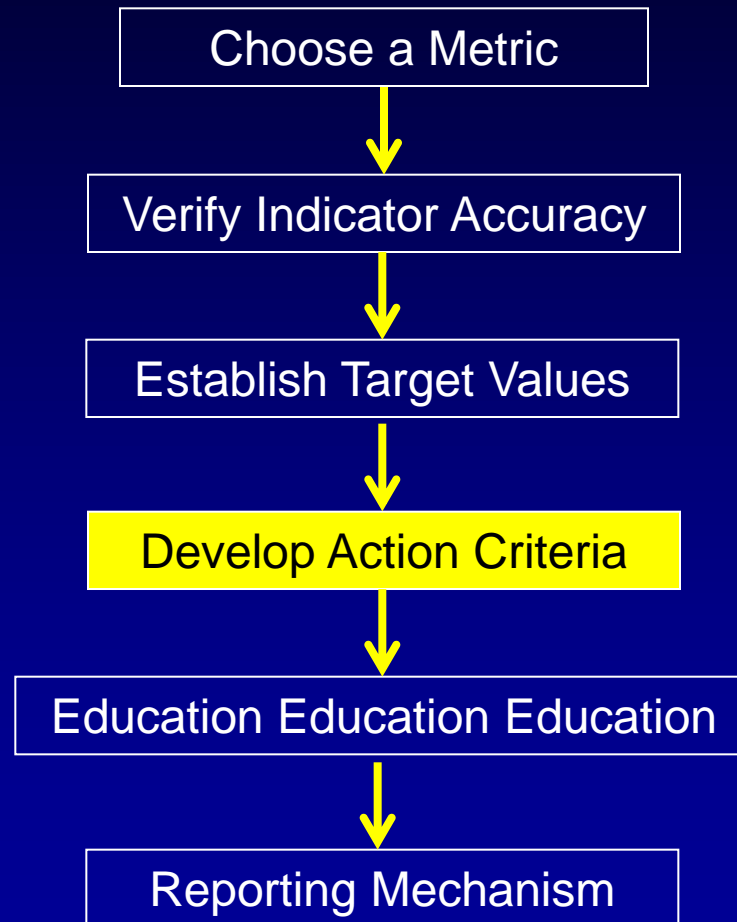 Choose a Metric
Verify Indicator Accuracy
Establish Target Values
Develop Action Criteria
Education Education Education
Reporting Mechanism